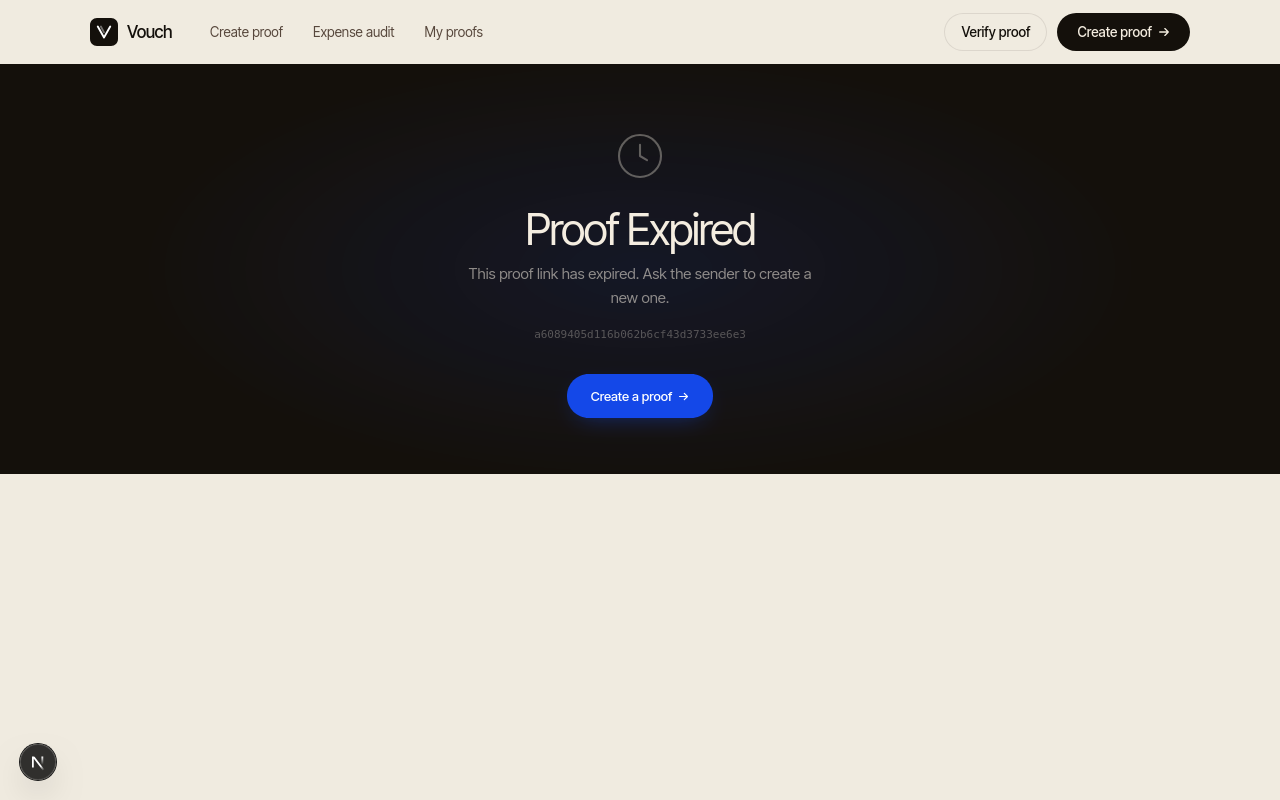 Vouch
Create proof
Expense audit
My proofs
Verify proof
Create proof →
Proof Expired
This proof link has expired. Ask the sender to create a
new one.
a6089405d116b062b6cf43d3733ee6e3
Create a proof →
N